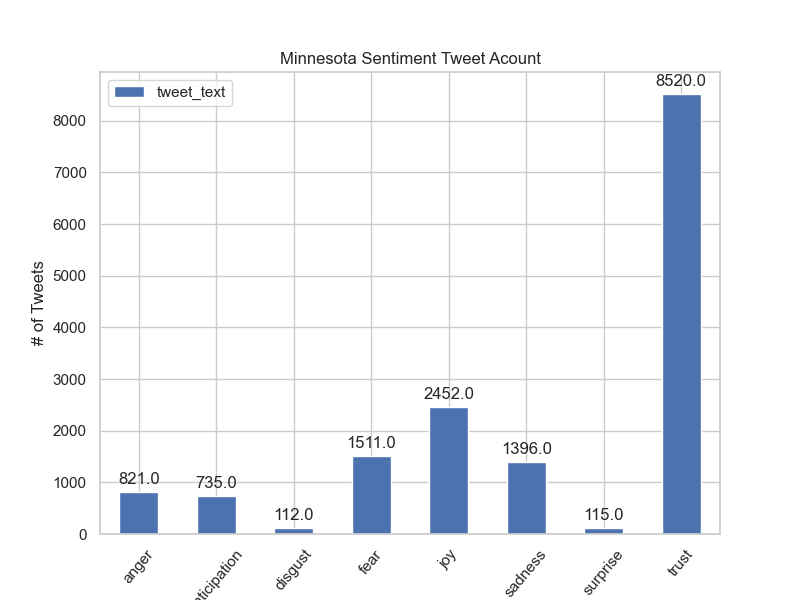 Minnesota Sentiment Tweet Acount
tweet_text
# of Tweets
8000
7000
6000
5000
4000
3000
2000
1000
0
821.0
735.0
112.0
1511.0
2452.0
1396.0
115.0
8520.0
anger
ticipation
disgust
fear
joy
sadness
surprise
trust